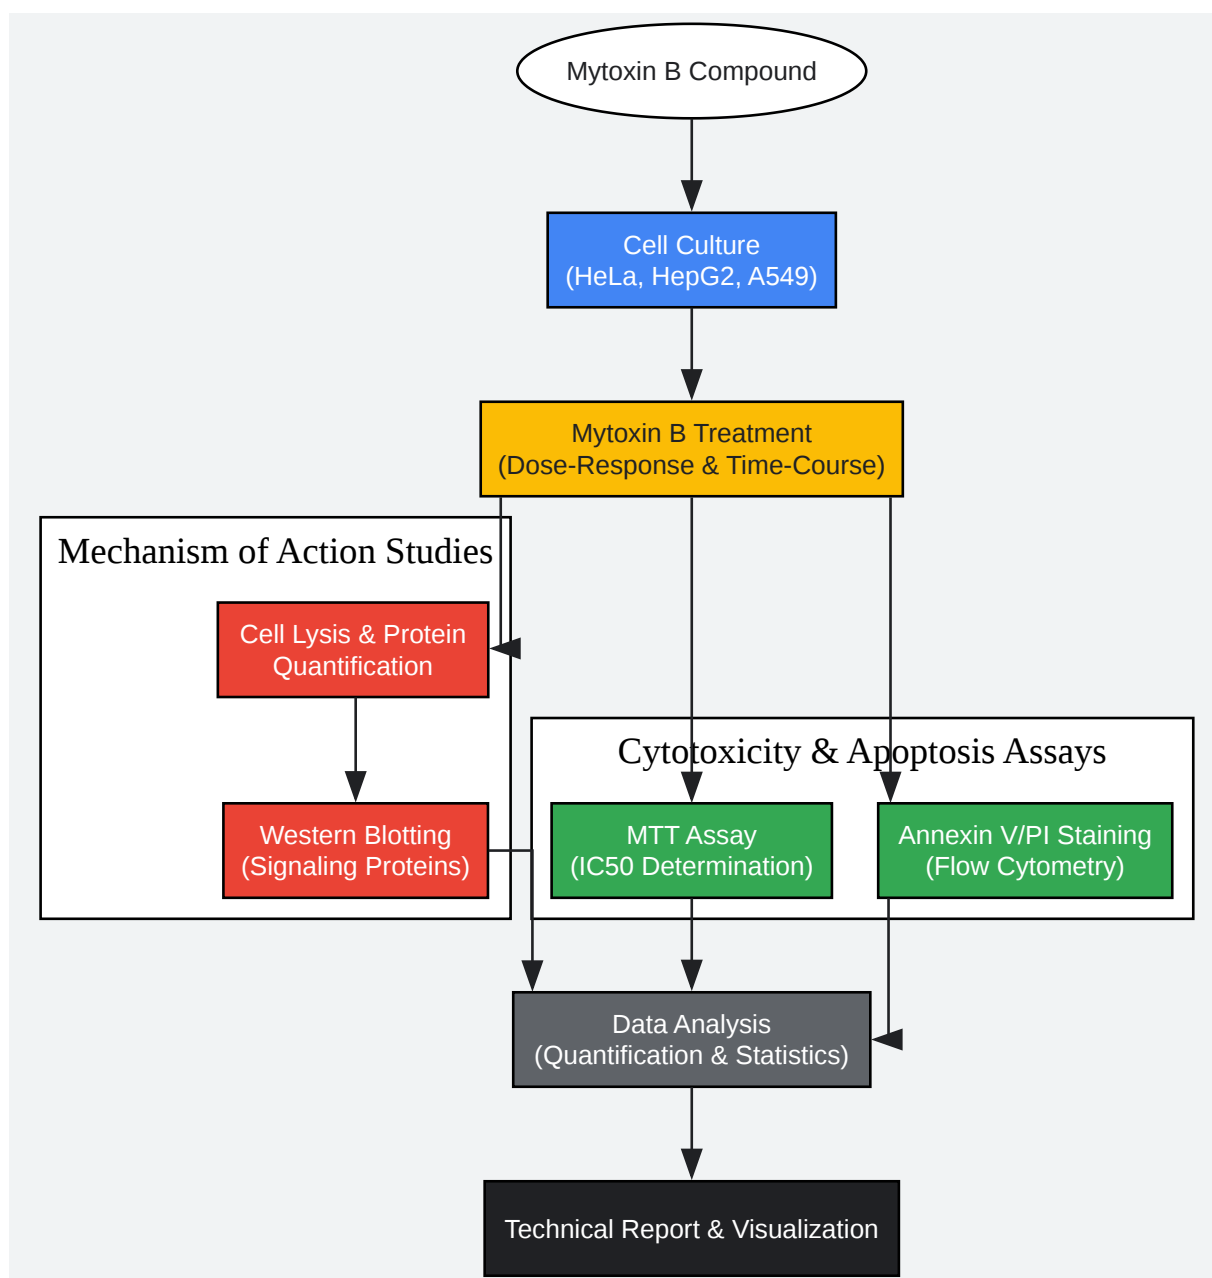 Mytoxin B Compound
Cell Culture
(HeLa, HepG2, A549)
Mytoxin B Treatment
(Dose-Response & Time-Course)
Mechanism of Action Studies
Cell Lysis & Protein
Quantification
Cytotoxicity & Apoptosis Assays
Western Blotting
(Signaling Proteins)
MTT Assay
(IC50 Determination)
Annexin V/PI Staining
(Flow Cytometry)
Data Analysis
(Quantification & Statistics)
Technical Report & Visualization